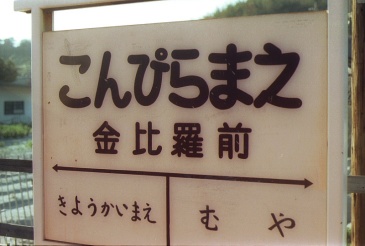 こんぴらまえ
金比羅前
きようかいまえ
むや